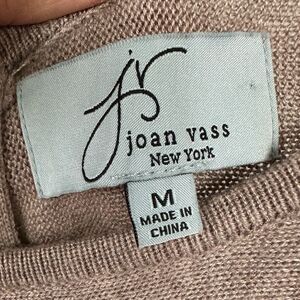 jv
joan vass
New York
M
MADE IN
CHINA